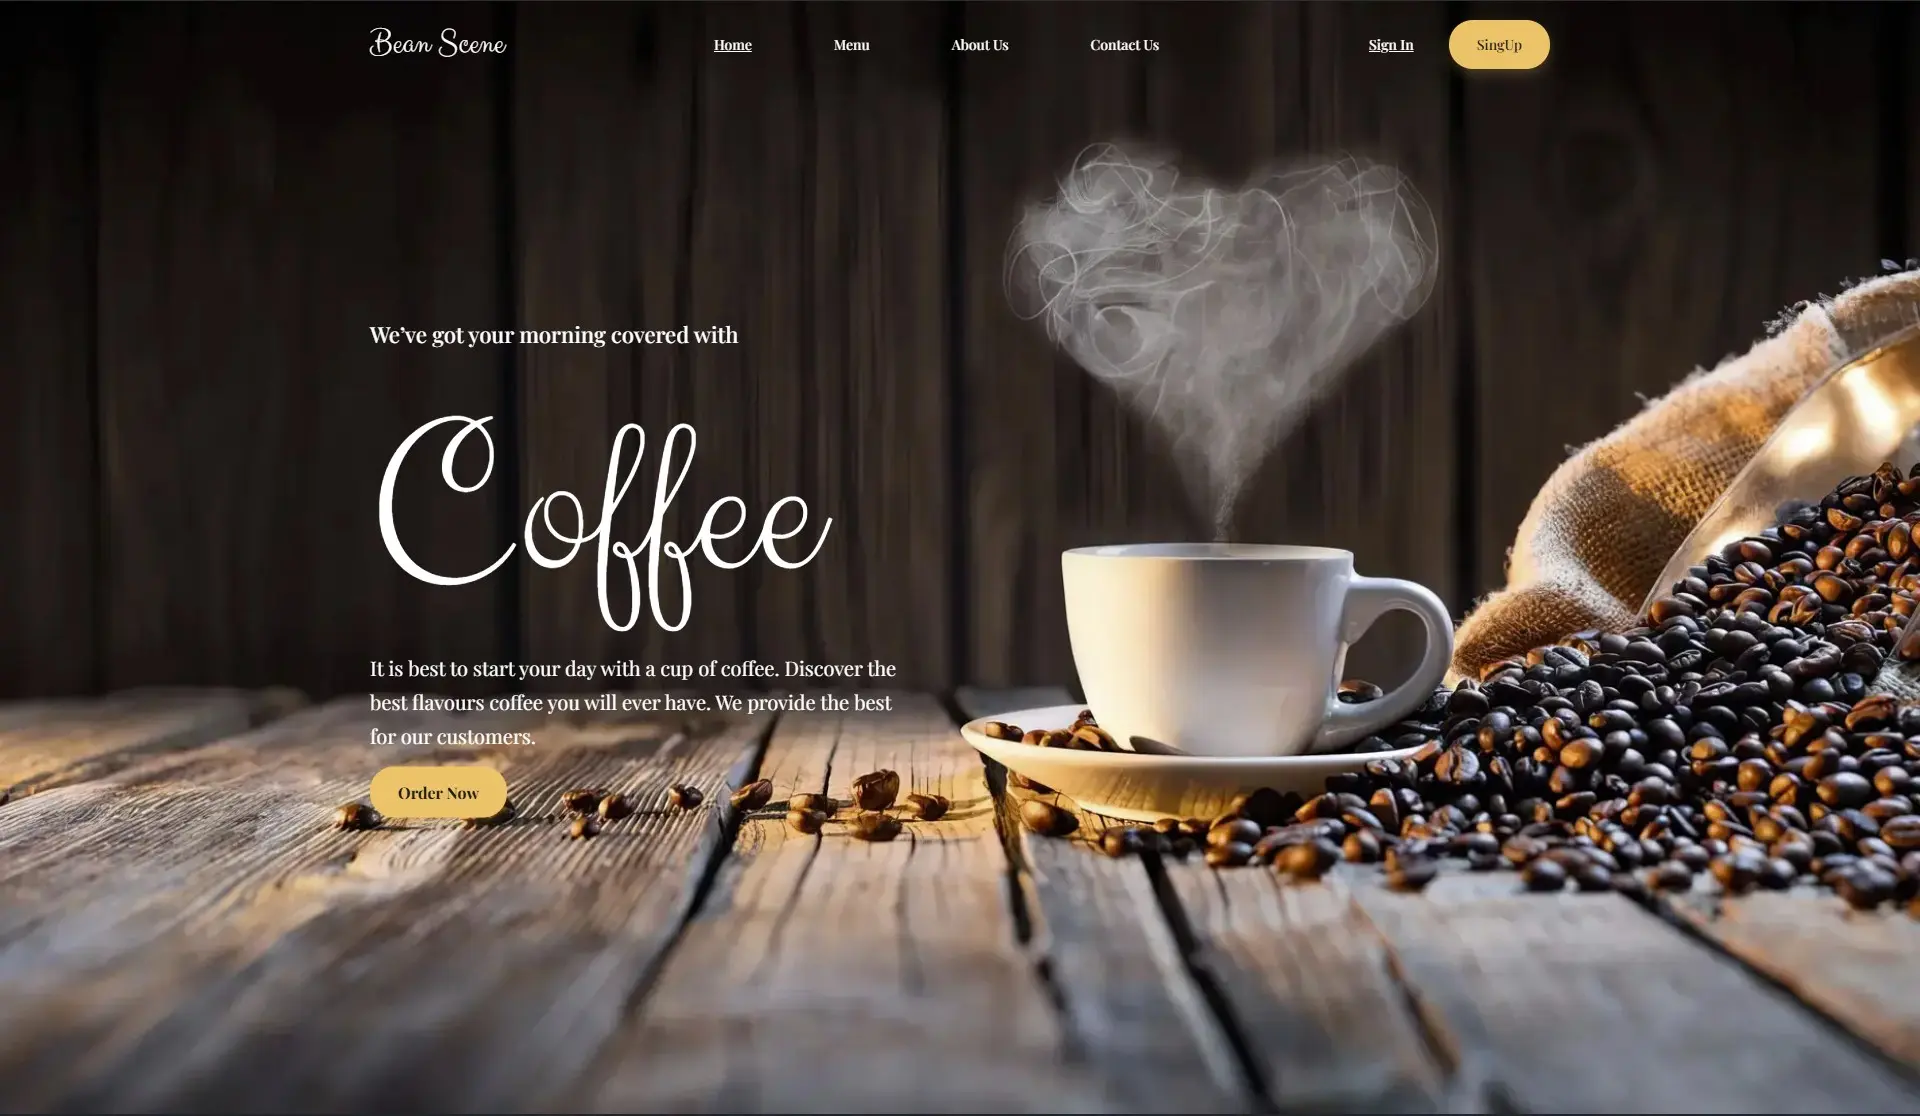 Bean Scene
Home
Menu
About Us
Contact Us
Sign In
SingUp
We’ve got your morning covered with
Coffee
It is best to start your day with a cup of coffee. Discover the
best flavours coffee you will ever have. We provide the best
for our customers.
Order Now